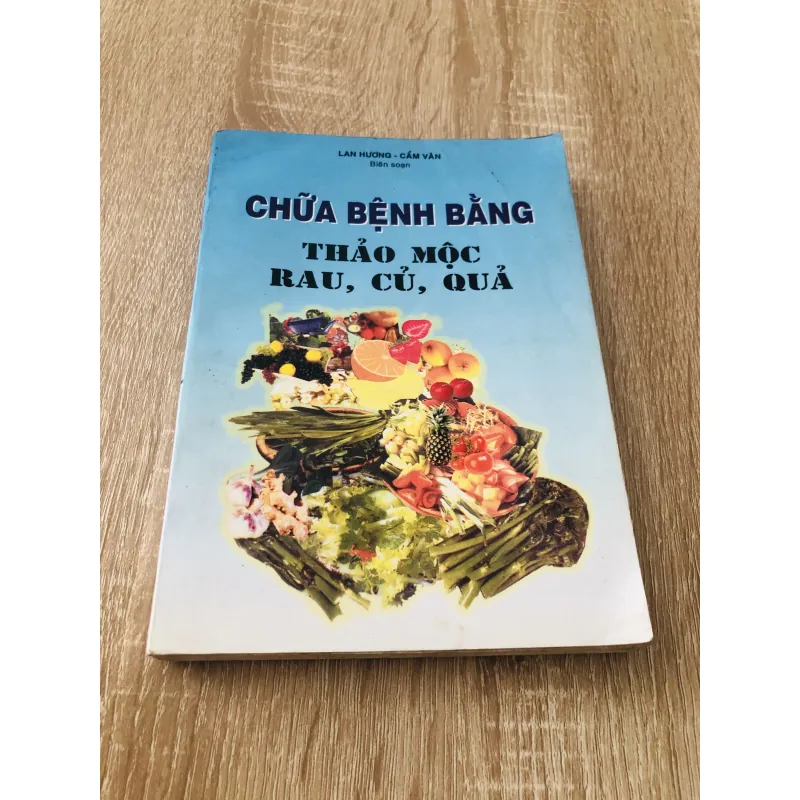 LAN HƯƠNG - CẨM VÂN
Biên soạn
CHỮA BỆNH BẰNG
THẢO MỘC
RAU, CỦ, QUẢ